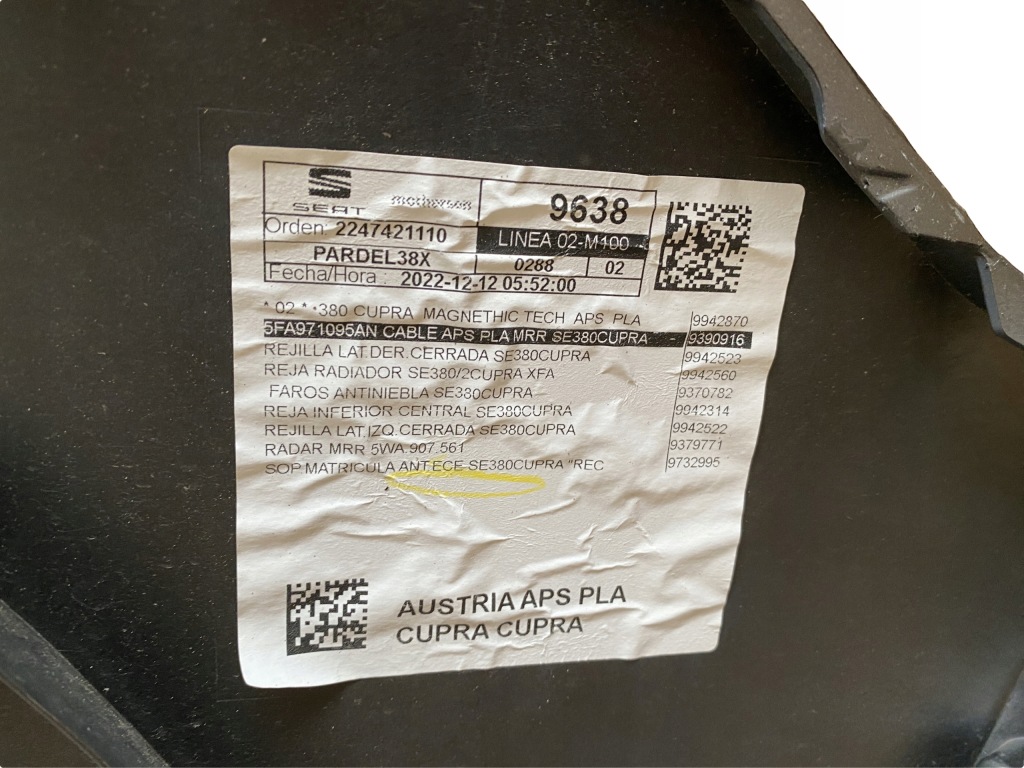 SEAT motherson
9638
Orden: 2247421110
LINEA 02-M100
PARDEL38X
0288 02
Fecha/Hora 2022-12-12 05:52:00
* 02 * *380 CUPRA MAGNETHIC TECH APS PLA 9942870
5FA971095AN CABLE APS PLA MRR SE380CUPRA 9390916
REJILLA LAT.DER.CERRADA SE380CUPRA 9942523
REJA RADIADOR SE380/2CUPRA XFA 9942560
FAROS ANTINIEBLA SE380CUPRA 9370782
REJA INFERIOR CENTRAL SE380CUPRA 9942314
REJILLA LAT.IZQ.CERRADA SE380CUPRA 9942522
RADAR MRR 5WA.907.561 9379771
SOP MATRICULA ANTECE SE380CUPRA "REC 9732995
AUSTRIA APS PLA
CUPRA CUPRA